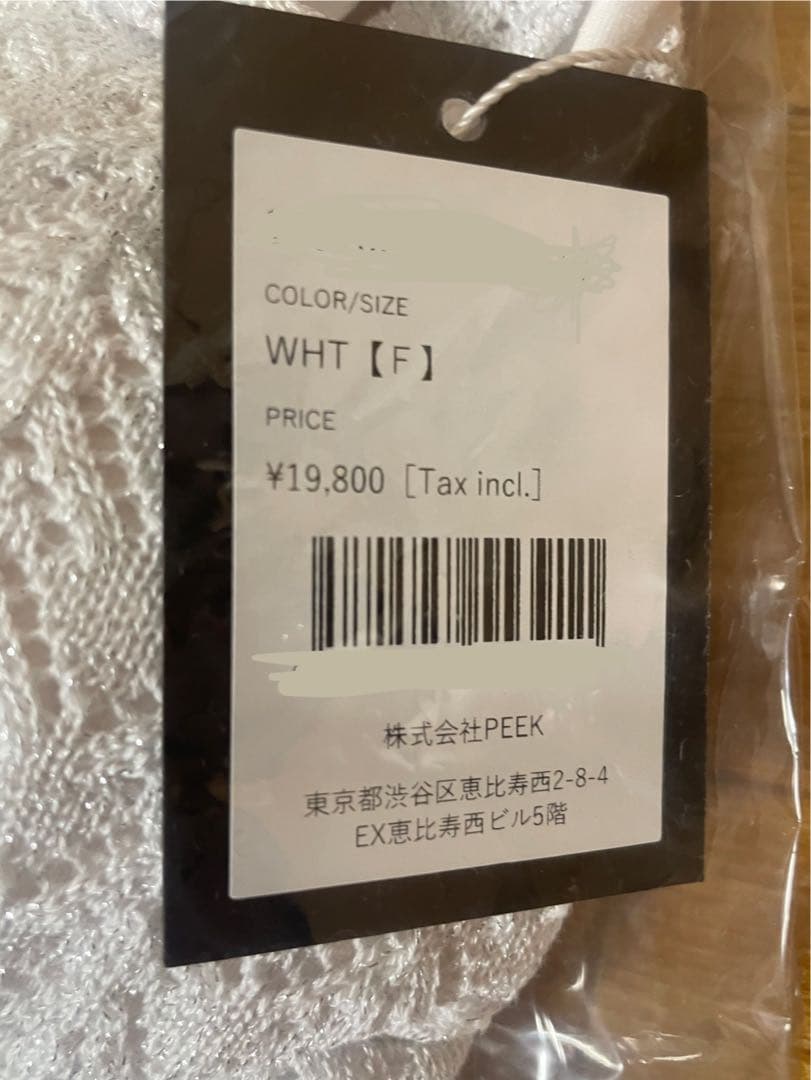 COLOR/SIZE
WHT【F】
PRICE
¥19,800 [Tax incl.]
株式会社PEEK
東京都渋谷区恵比寿西2-8-4
EX恵比寿西ビル5階